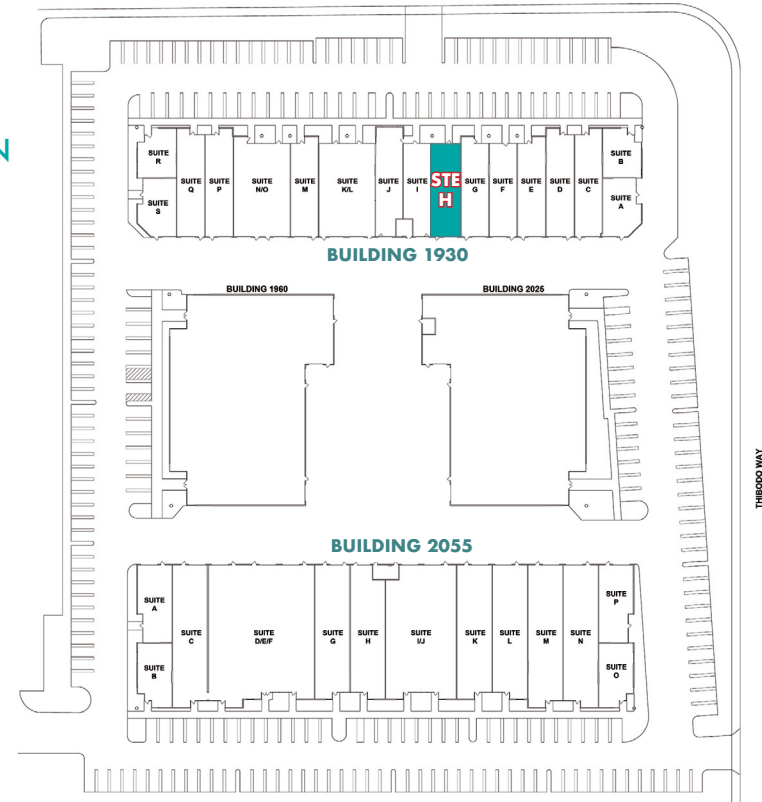 N
SUITE
R
SUITE
S
SUITE
Q
SUITE
P
SUITE
N/O
SUITE
M
SUITE
K/L
SUITE
J
SUITE
I
STE
H
SUITE
G
SUITE
F
SUITE
E
SUITE
D
SUITE
C
SUITE
B
SUITE
A
BUILDING 1930
BUILDING 1960
BUILDING 2025
THIBODO WAY
BUILDING 2055
SUITE
A
SUITE
B
SUITE
C
SUITE
D/E/F
SUITE
G
SUITE
H
SUITE
I/J
SUITE
K
SUITE
L
SUITE
M
SUITE
N
SUITE
P
SUITE
O